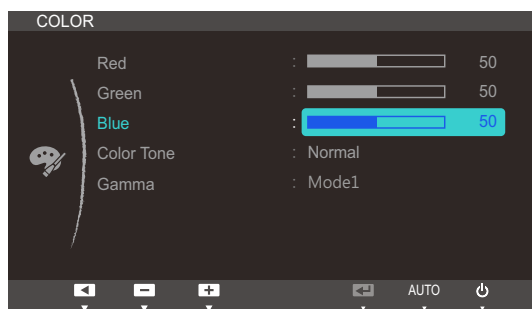 COLOR
Red : 50
Green : 50
Blue : 50
Color Tone : Normal
Gamma : Mode1
AUTO